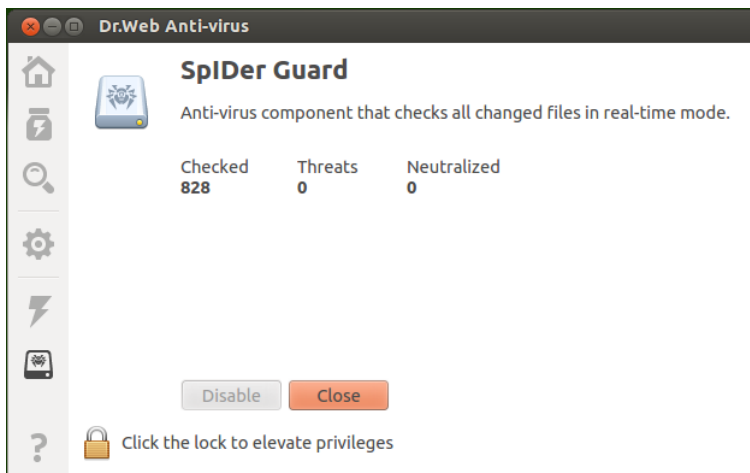 Dr.Web Anti-virus
SpIDer Guard
Anti-virus component that checks all changed files in real-time mode.
Checked Threats Neutralized
828 0 0
Disable Close
? Click the lock to elevate privileges